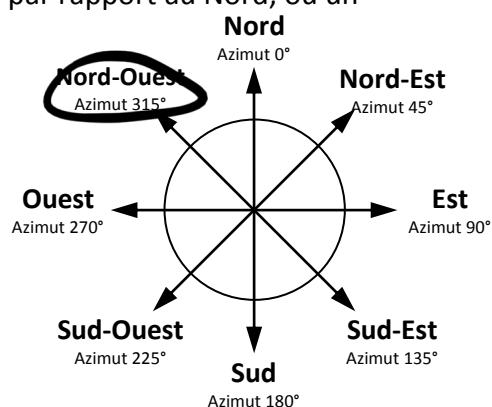 par rapport au Nord, ou un
Nord
Azimut 0°
Nord-Ouest
Azimut 315°
Nord-Est
Azimut 45°
Ouest
Azimut 270°
Est
Azimut 90°
Sud-Ouest
Azimut 225°
Sud-Est
Azimut 135°
Sud
Azimut 180°